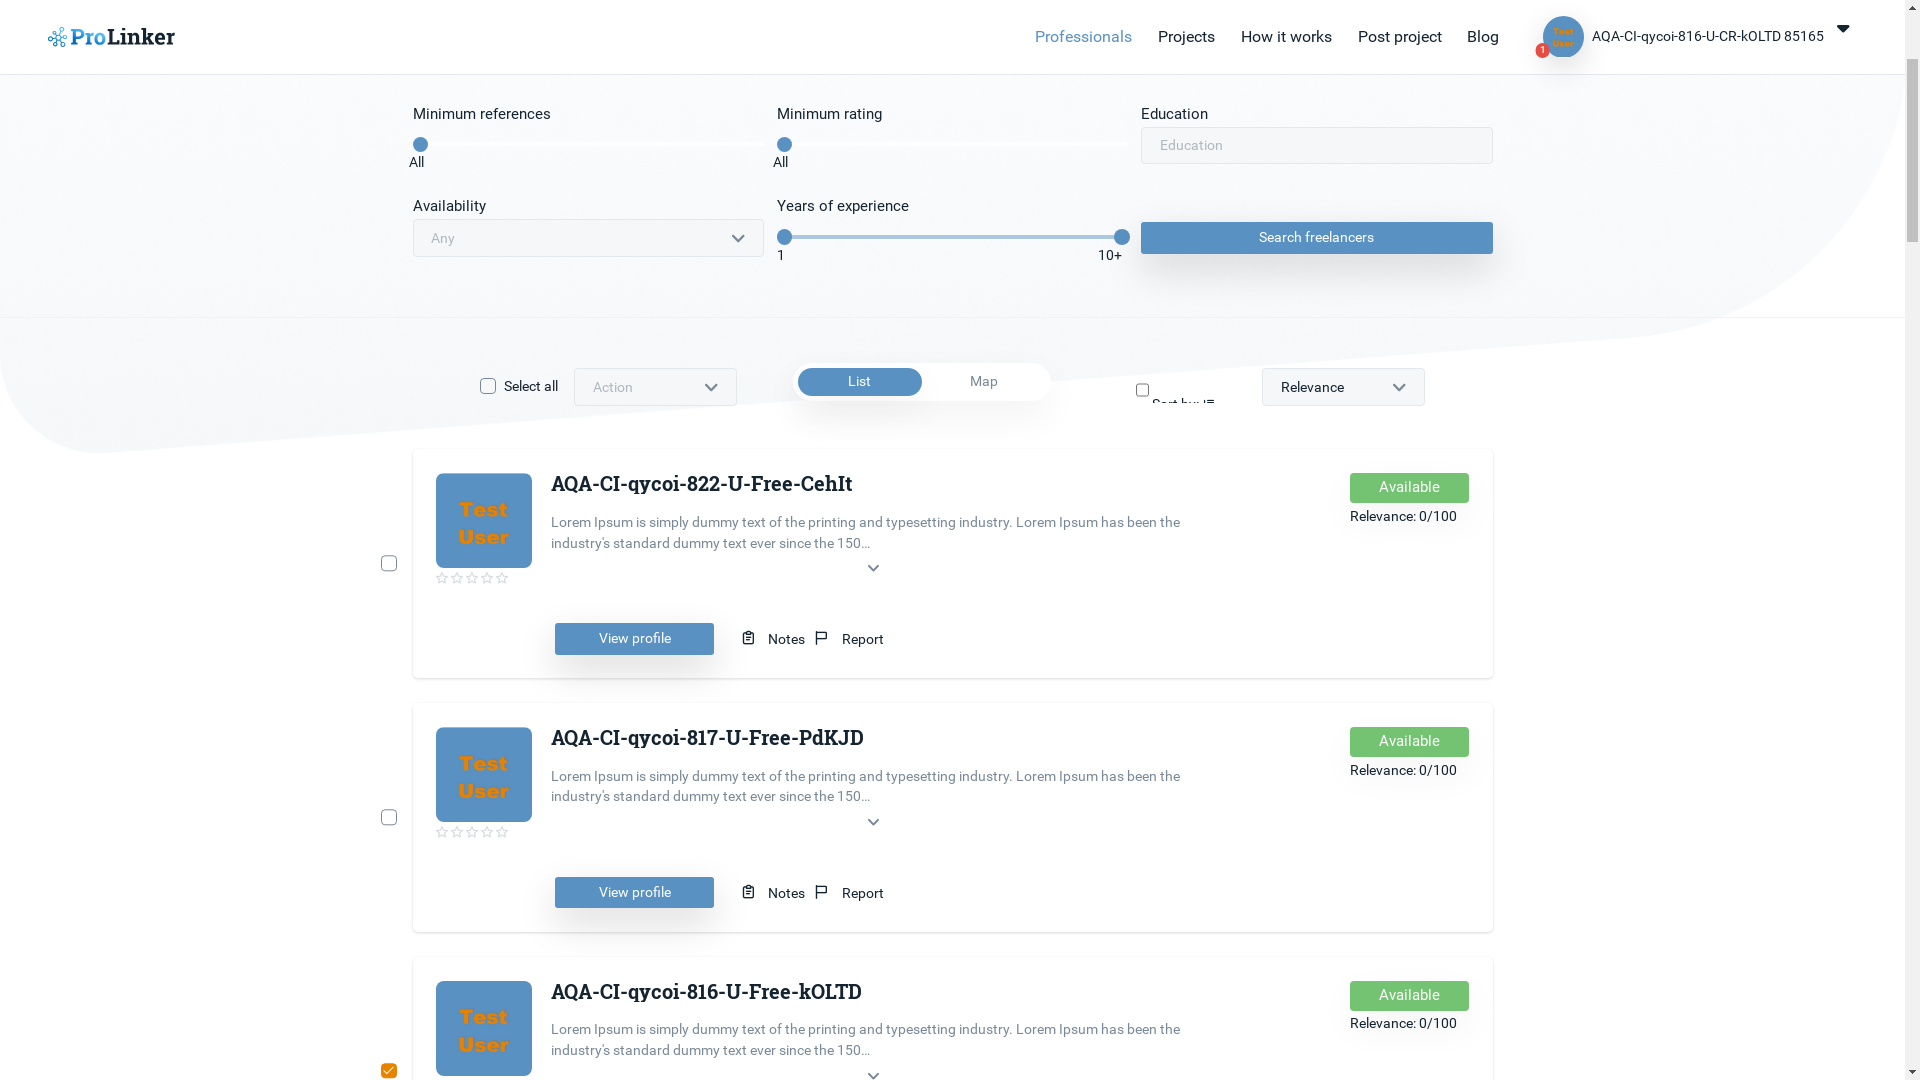 ProLinker
Professionals
Projects
How it works
Post project
Blog
Test
User
1
AQA-CI-qycoi-816-U-CR-kOLTD 85165
Minimum references
All
Minimum rating
All
Education
Education
Availability
Any
Years of experience
1
10+
Search freelancers
Select all
Action
List
Map
Sort by:
Relevance
Test
User
AQA-CI-qycoi-822-U-Free-CehIt
Lorem Ipsum is simply dummy text of the printing and typesetting industry. Lorem Ipsum has been the
industry's standard dummy text ever since the 150...
Available
Relevance: 0/100
View profile
Notes
Report
Test
User
AQA-CI-qycoi-817-U-Free-PdKJD
Lorem Ipsum is simply dummy text of the printing and typesetting industry. Lorem Ipsum has been the
industry's standard dummy text ever since the 150...
Available
Relevance: 0/100
View profile
Notes
Report
Test
User
AQA-CI-qycoi-816-U-Free-kOLTD
Lorem Ipsum is simply dummy text of the printing and typesetting industry. Lorem Ipsum has been the
industry's standard dummy text ever since the 150...
Available
Relevance: 0/100